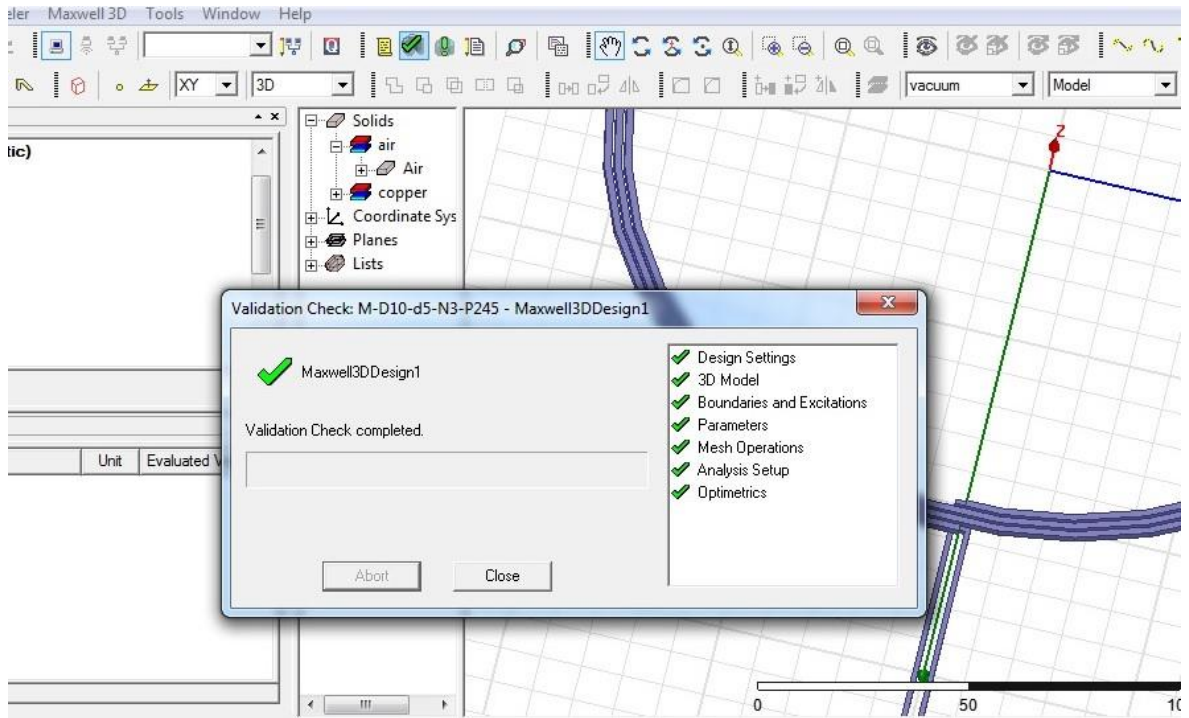 eler Maxwell 3D Tools Window Help
XY 3D vacuum Model
tic)
Solids
air
Air
copper
Coordinate Sys
Planes
Lists
Z
Validation Check: M-D10-d5-N3-P245 - Maxwell3DDesign1
Maxwell3DDesign1
Validation Check completed.
Design Settings
3D Model
Boundaries and Excitations
Parameters
Mesh Operations
Analysis Setup
Optimetrics
Abort Close
Unit Evaluated V
0 50 10